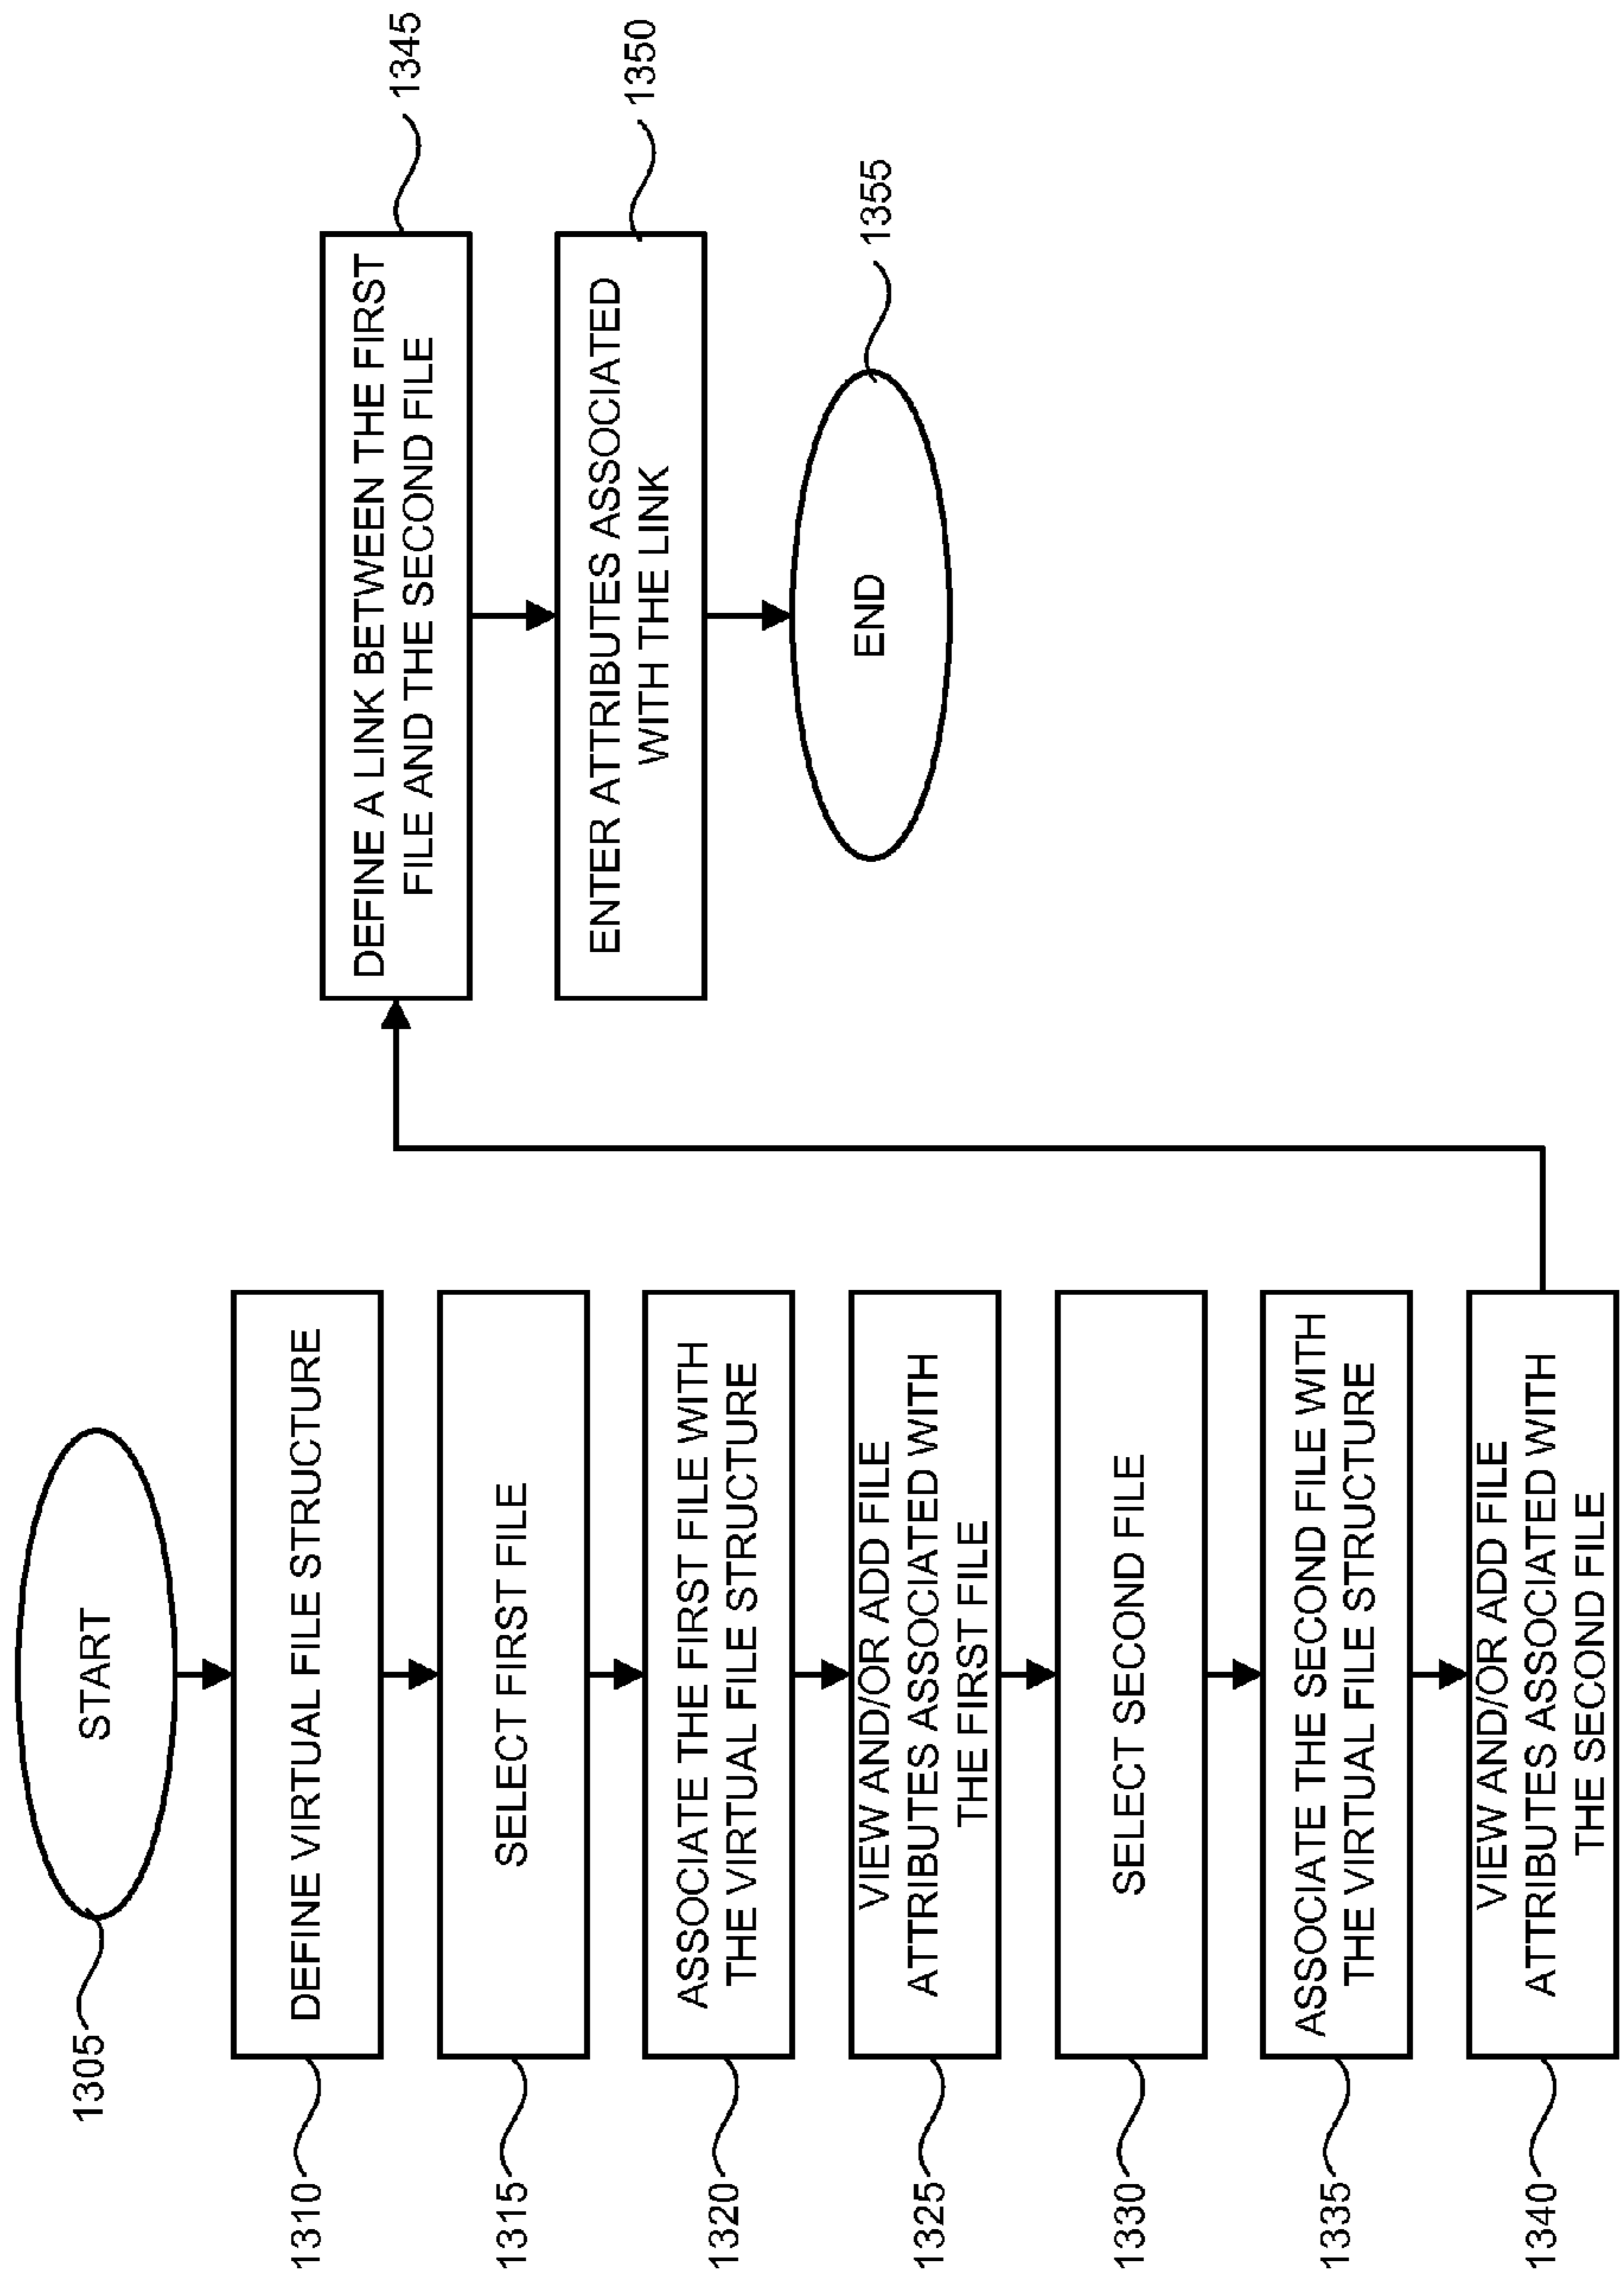 START
1305
DEFINE VIRTUAL FILE STRUCTURE
1310
SELECT FIRST FILE
1315
ASSOCIATE THE FIRST FILE WITH
THE VIRTUAL FILE STRUCTURE
1320
VIEW AND/OR ADD FILE
ATTRIBUTES ASSOCIATED WITH
THE FIRST FILE
1325
SELECT SECOND FILE
1330
ASSOCIATE THE SECOND FILE WITH
THE VIRTUAL FILE STRUCTURE
1335
VIEW AND/OR ADD FILE
ATTRIBUTES ASSOCIATED WITH
THE SECOND FILE
1340
DEFINE A LINK BETWEEN THE FIRST
FILE AND THE SECOND FILE
1345
ENTER ATTRIBUTES ASSOCIATED
WITH THE LINK
1350
END
1355